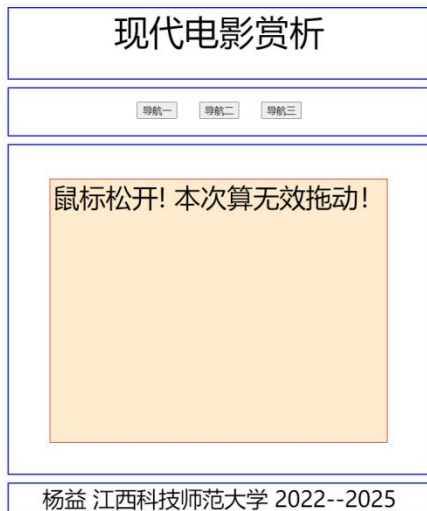 现代电影赏析
导航一 导航二 导航三
鼠标松开! 本次算无效拖动!
杨益 江西科技师范大学 2022--2025